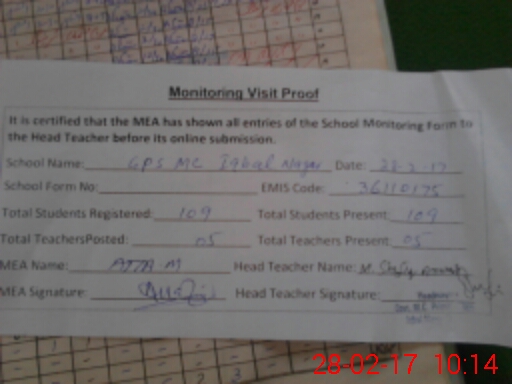 Monitoring Visit Proof
It is certified that the MEA has shown all entries of the School Monitoring Form to
the Head Teacher before its online submission.
School Name: GPS MC Iqbal Nagar Date: 28-2-17
School Form No: EMIS Code: 36110175
Total Students Registered: 109 Total Students Present: 109
Total TeachersPosted: 05 Total Teachers Present: 05
MEA Name: ATTA-M Head Teacher Name: M. Shafiq
MEA Signature: Head Teacher Signature:
28-02-17 10:14